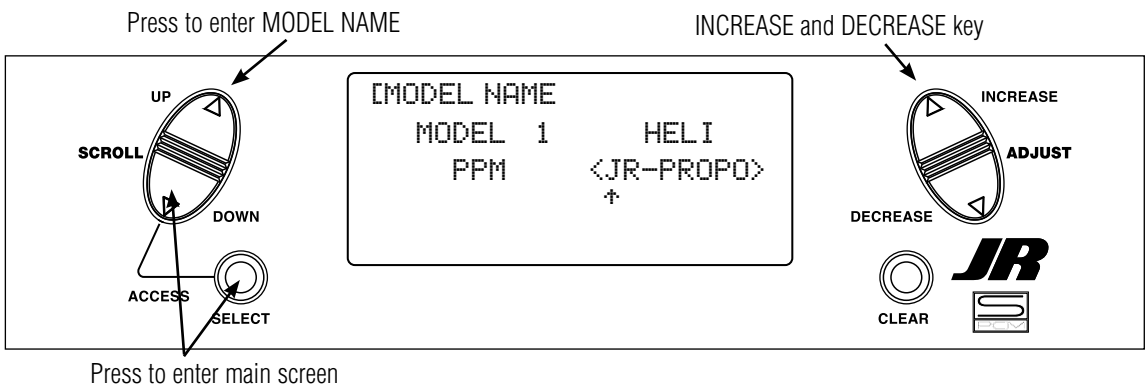 Press to enter MODEL NAME
INCREASE and DECREASE key
UP
SCROLL
DOWN
ACCESS
SELECT
[MODEL NAME
MODEL 1 HELI
PPM <JR-PROPO>
↑
INCREASE
ADJUST
DECREASE
CLEAR
JR
S
PCM
Press to enter main screen